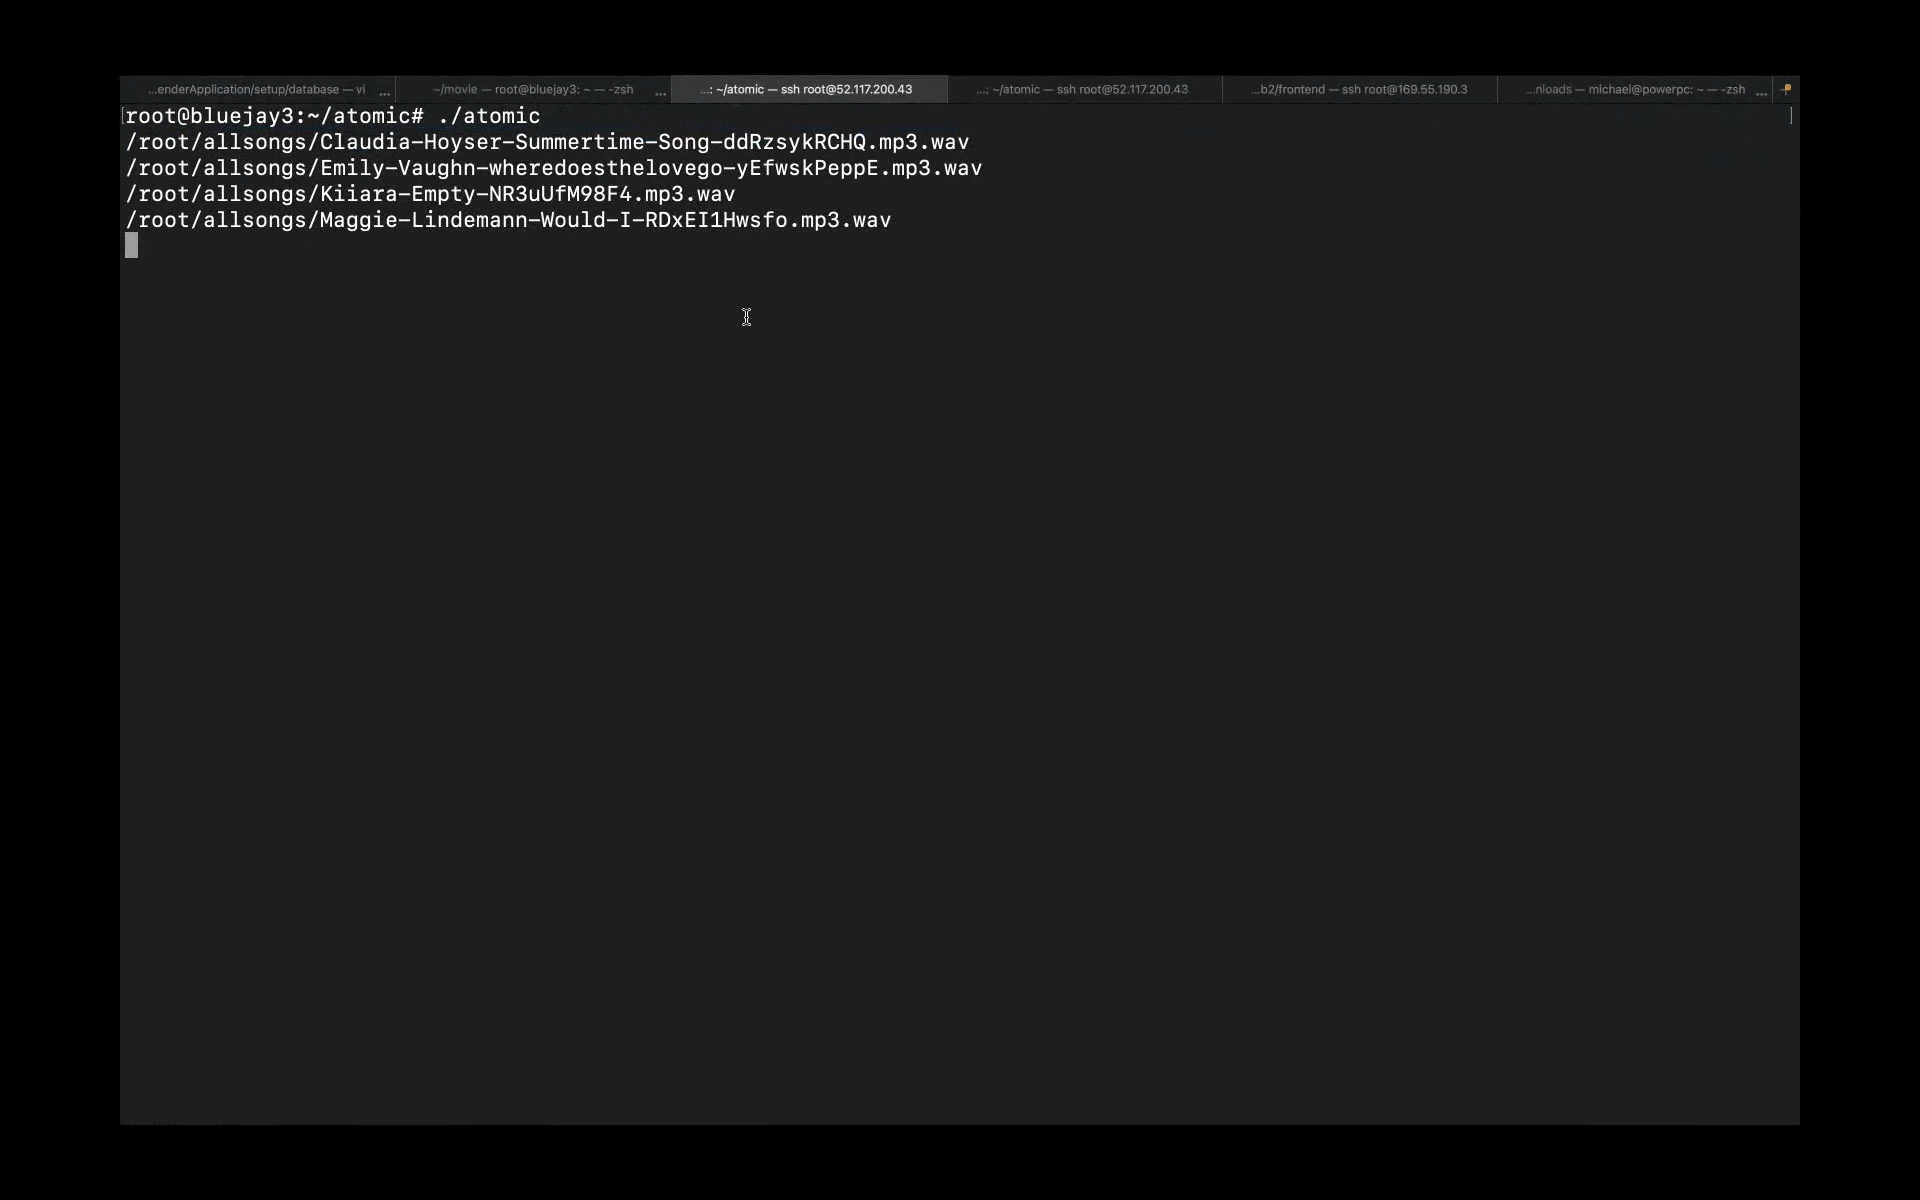 ...enderApplication/setup/database — vi ... ~/movie — root@bluejay3: ~ — -zsh ... ...: ~/atomic — ssh root@52.117.200.43 ...: ~/atomic — ssh root@52.117.200.43 ...b2/frontend — ssh root@169.55.190.3 ...nloads — michael@powerpc: ~ — -zsh ...
[root@bluejay3:~/atomic# ./atomic ]
/root/allsongs/Claudia-Hoyser-Summertime-Song-ddRzsykRCHQ.mp3.wav
/root/allsongs/Emily-Vaughn-wheredoesthelovego-yEfwskPeppE.mp3.wav
/root/allsongs/Kiiara-Empty-NR3uUfM98F4.mp3.wav
/root/allsongs/Maggie-Lindemann-Would-I-RDxEI1Hwsfo.mp3.wav